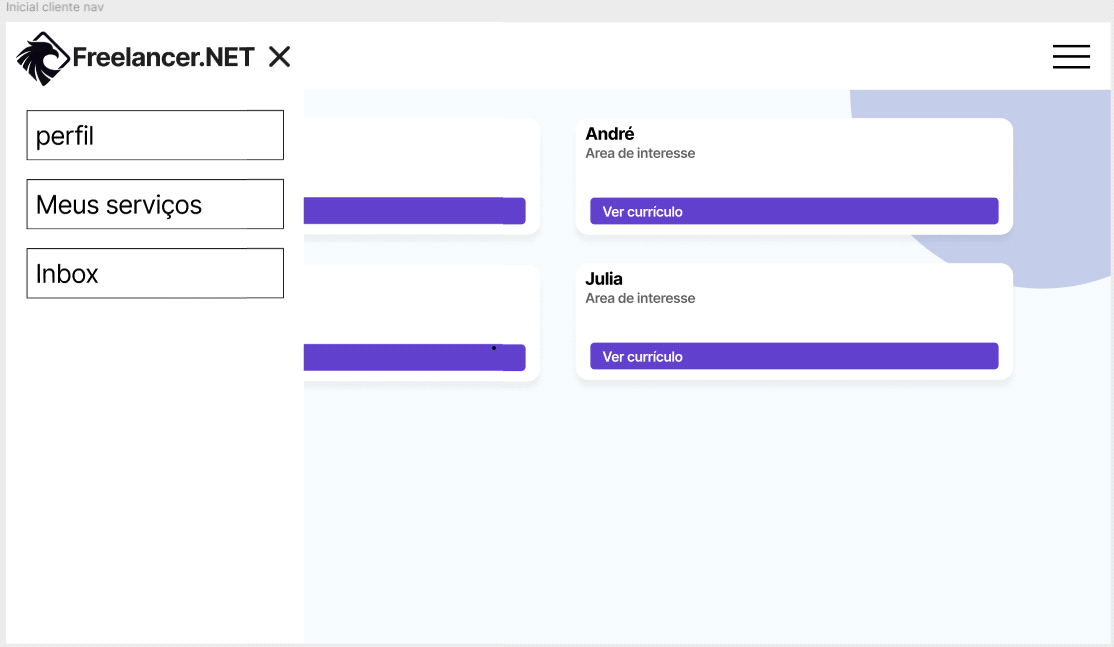 Inicial cliente nav
Freelancer.NET
perfil
Meus serviços
Inbox
André
Area de interesse
Ver currículo
Julia
Area de interesse
Ver currículo